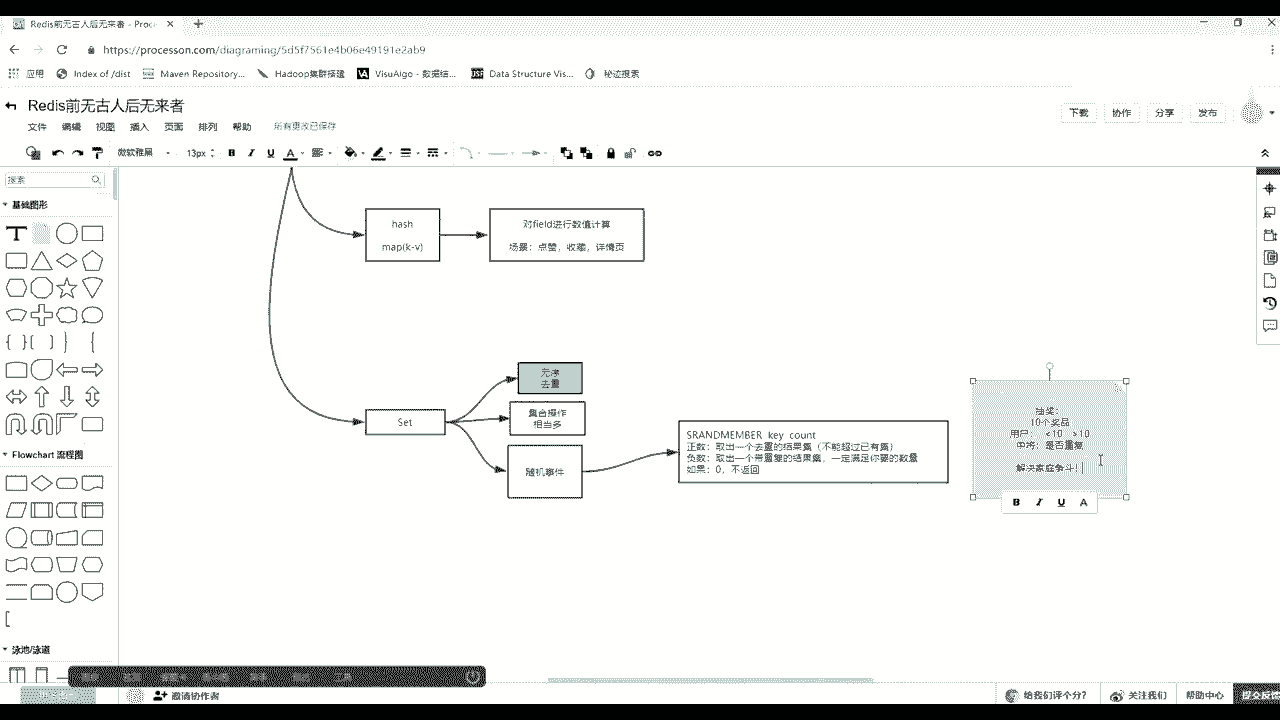 Redis前无古人后无来者 - Proc
https://processon.com/diagraming/5d5f7561e4b06e49191e2ab9
应用
Index of /dist
Maven Repository...
Hadoop集群搭建
VisuAlgo - 数据结...
Data Structure Vis...
秘迹搜索
Redis前无古人后无来者
文件 编辑 视图 插入 页面 排列 帮助 所有更改已保存
下载 协作 分享 发布
微软雅黑 13px B I U A
搜索
基础图形
T
Flowchart 流程图
泳池/泳道
hash
map(k-v)
对field进行数值计算
场景：点赞，收藏，详情页
Set
无序
去重
集合操作
相当多
随机事件
SRANDMEMBER key count
正数：取出一个去重的结果集（不能超过已有集）
负数：取出一个带重复的结果集，一定满足你要的数量
如果：0，不返回
抽奖：
10个奖品
用户： <10 >10
中奖：是否重复
解决家庭争斗！
B I U A
邀请协作者
给我们评个分？
关注我们
帮助中心
提交反馈